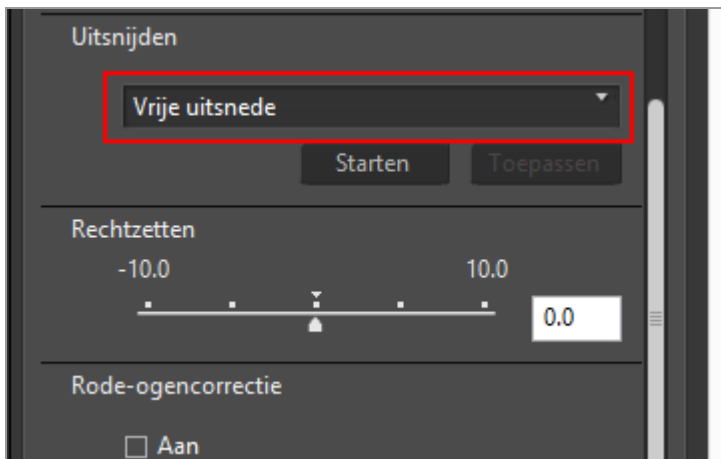 Uitsnijden
Vrije uitsnede
Starten Toepassen
Rechtzetten
-10.0 10.0
0.0
Rode-ogencorrectie
Aan